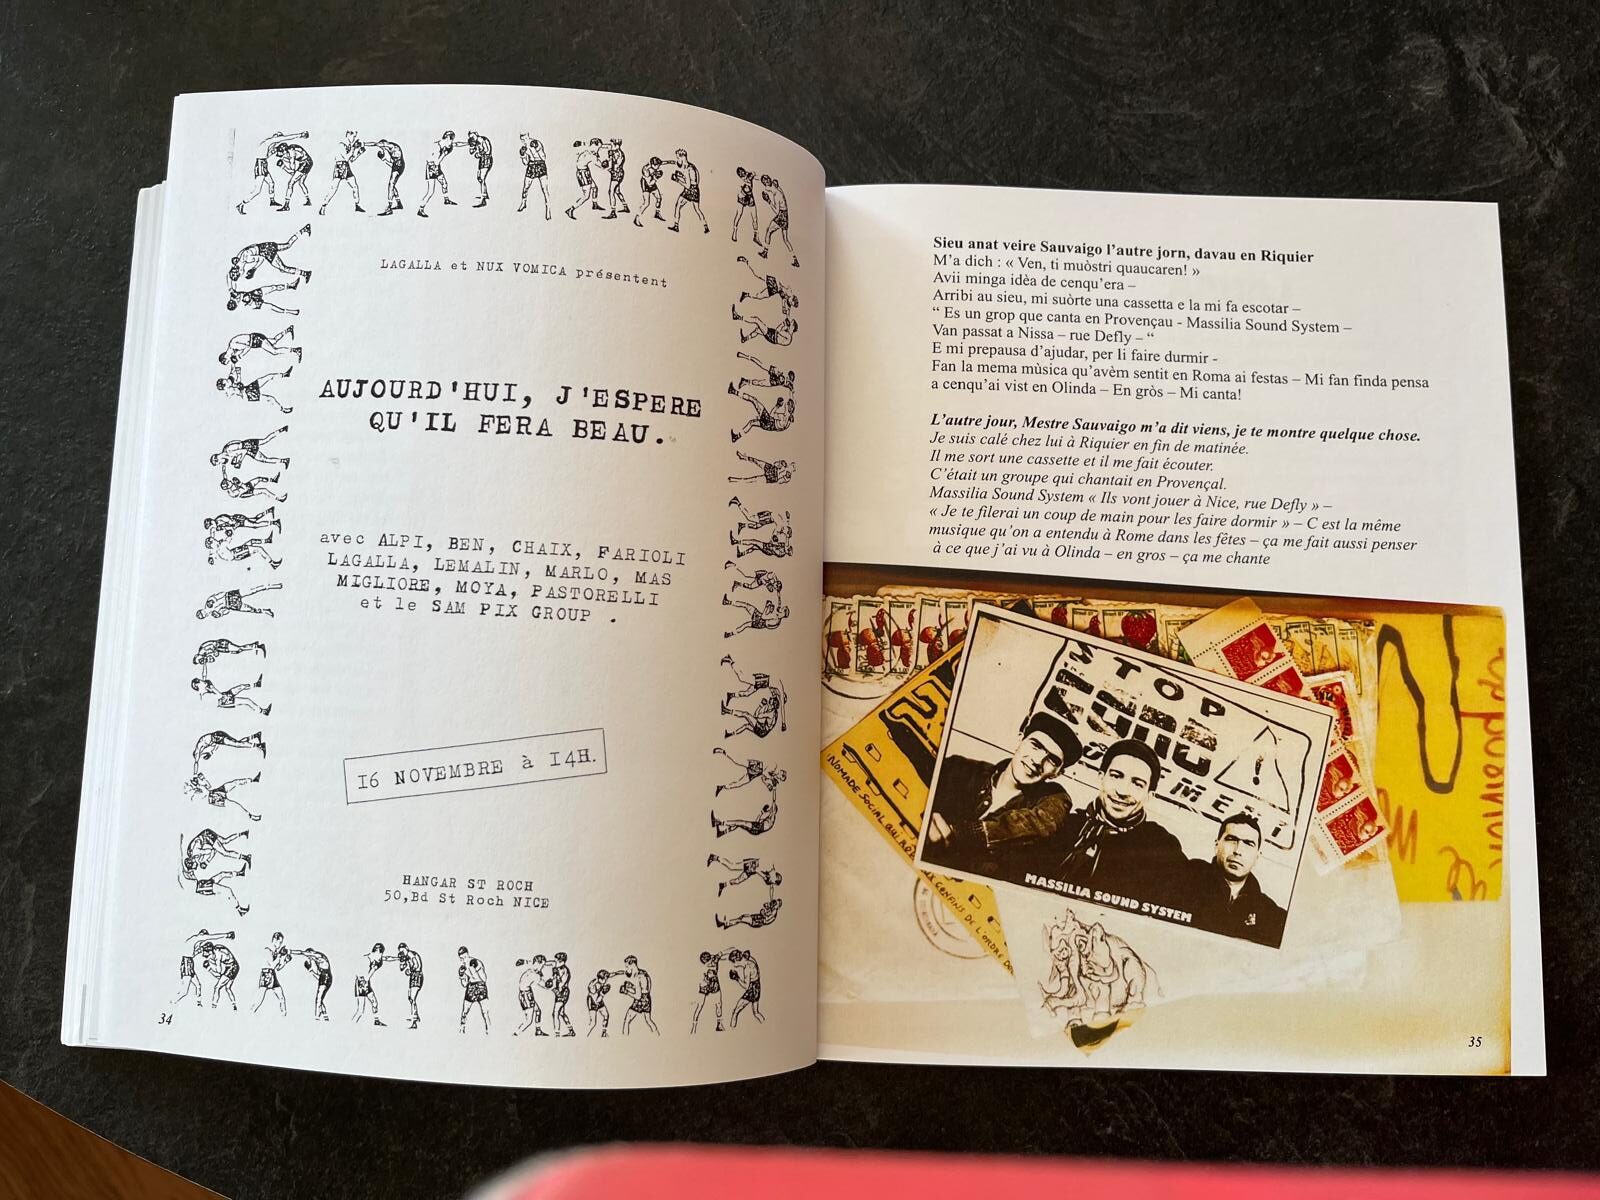 LAGALLA et NUX VOMICA présentent
AUJOURD'HUI, J'ESPERE
QU'IL FERA BEAU.
avec ALPI, BEN, CHAIX, FARIOLI
LAGALLA, LEMALIN, MARLO, MAS
MIGLIORE, MOYA, PASTORELLI
et le SAM PIX GROUP .
16 NOVEMBRE à 14H.
HANGAR ST ROCH
50,Bd St Roch NICE
34
Sieu anat veire Sauvaigo l'autre jorn, davau en Riquier
M'a dich : « Ven, ti muòstri quaucaren! »
Avii minga idèa de cenqu'era –
Arribi au sieu, mi suòrte una cassetta e la mi fa escotar –
“ Es un grop que canta en Provençau - Massilia Sound System –
Van passat a Nissa – rue Defly – “
E mi prepausa d'ajudar, per li faire durmir -
Fan la mema mùsica qu'avèm sentit en Roma ai festas – Mi fan finda pensa
a cenqu'ai vist en Olinda – En gròs – Mi canta!
L'autre jour, Mestre Sauvaigo m'a dit viens, je te montre quelque chose.
Je suis calé chez lui à Riquier en fin de matinée.
Il me sort une cassette et il me fait écouter.
C'était un groupe qui chantait en Provençal.
Massilia Sound System « Ils vont jouer à Nice, rue Defly » –
« Je te filerai un coup de main pour les faire dormir » – C est la même
musique qu'on a entendu à Rome dans les fêtes – ça me fait aussi penser
à ce que j'ai vu à Olinda – en gros – ça me chante
STOP
MASSILIA SOUND SYSTEM
NOMADE SOCIAL QUI
CONFINS DE L'ORDRE
35